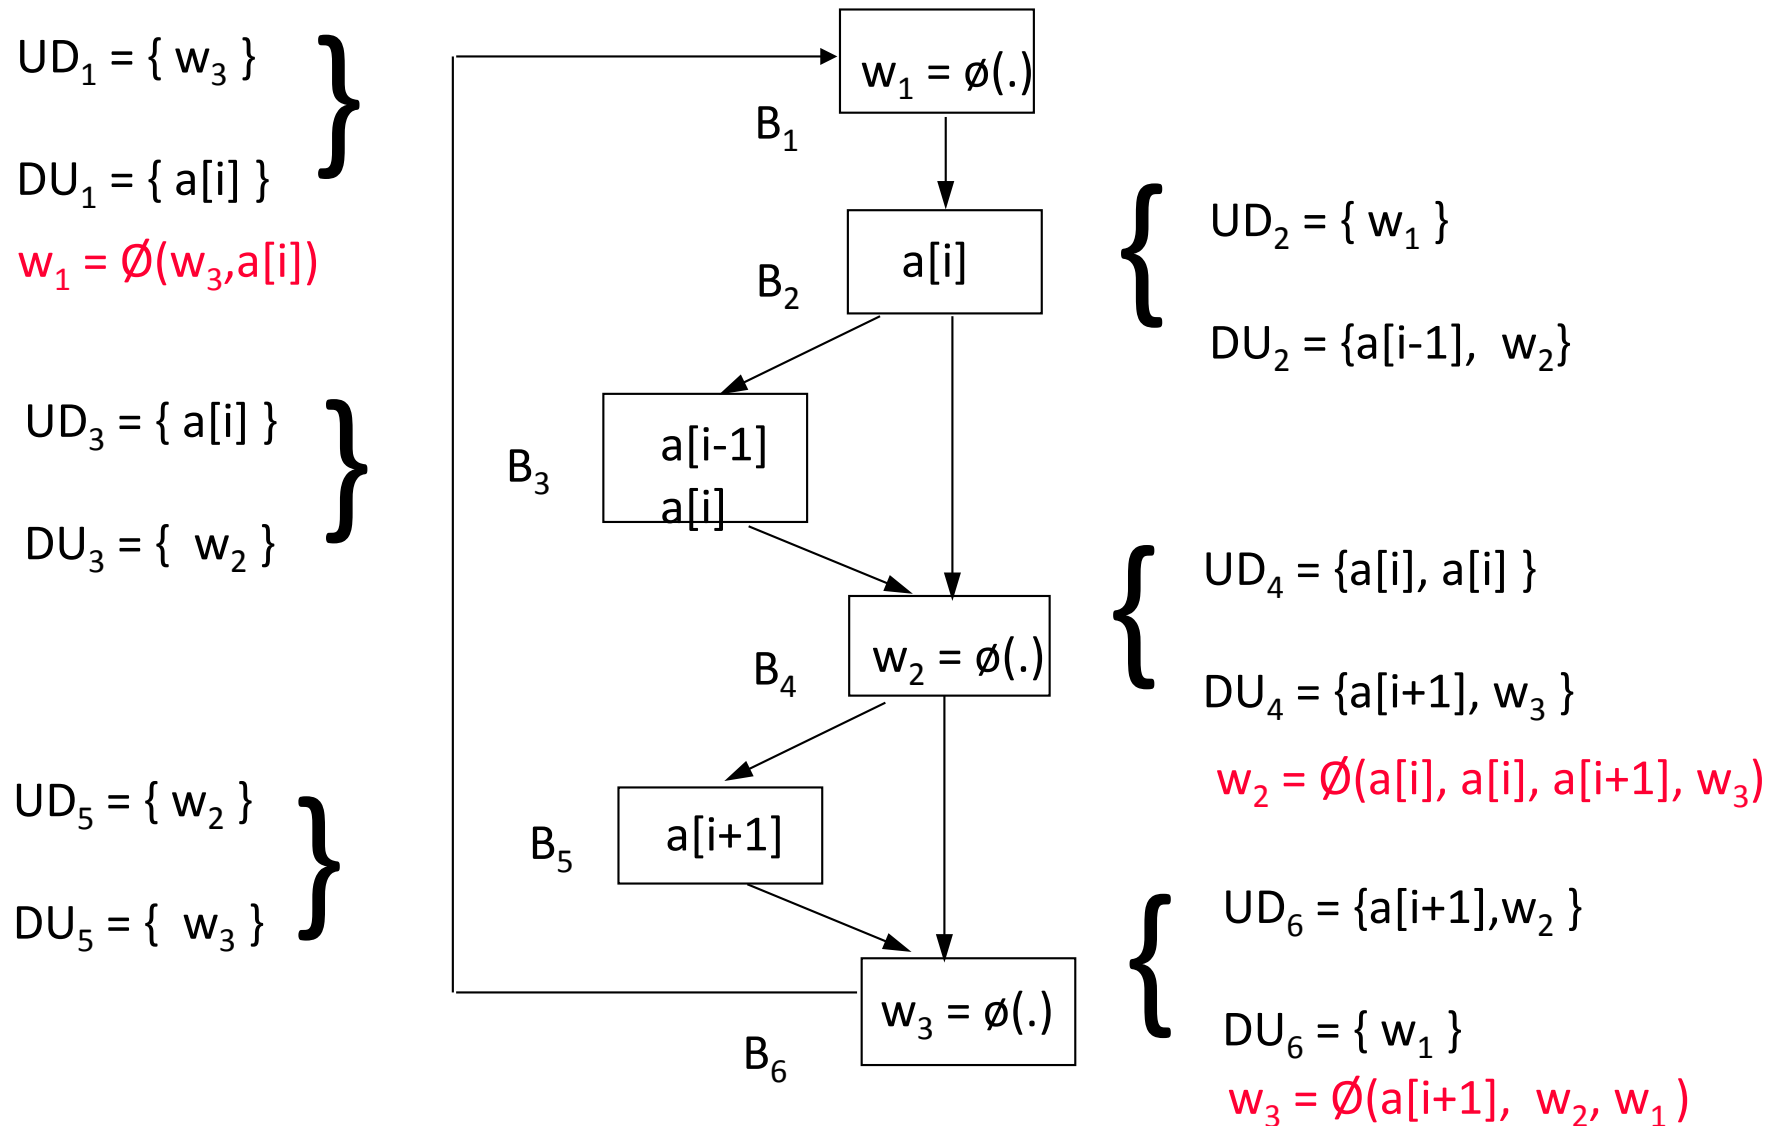 UD₁ = { w₃ }
DU₁ = { a[i] }
w₁ = Ø(w₃,a[i])
w₁ = ø(.)
B₁
a[i]
B₂
UD₂ = { w₁ }
DU₂ = {a[i-1], w₂}
UD₃ = { a[i] }
DU₃ = { w₂ }
a[i-1]
a[i]
B₃
w₂ = ø(.)
B₄
UD₄ = {a[i], a[i] }
DU₄ = {a[i+1], w₃ }
w₂ = Ø(a[i], a[i], a[i+1], w₃)
UD₅ = { w₂ }
DU₅ = { w₃ }
a[i+1]
B₅
w₃ = ø(.)
B₆
UD₆ = {a[i+1],w₂ }
DU₆ = { w₁ }
w₃ = Ø(a[i+1], w₂, w₁ )